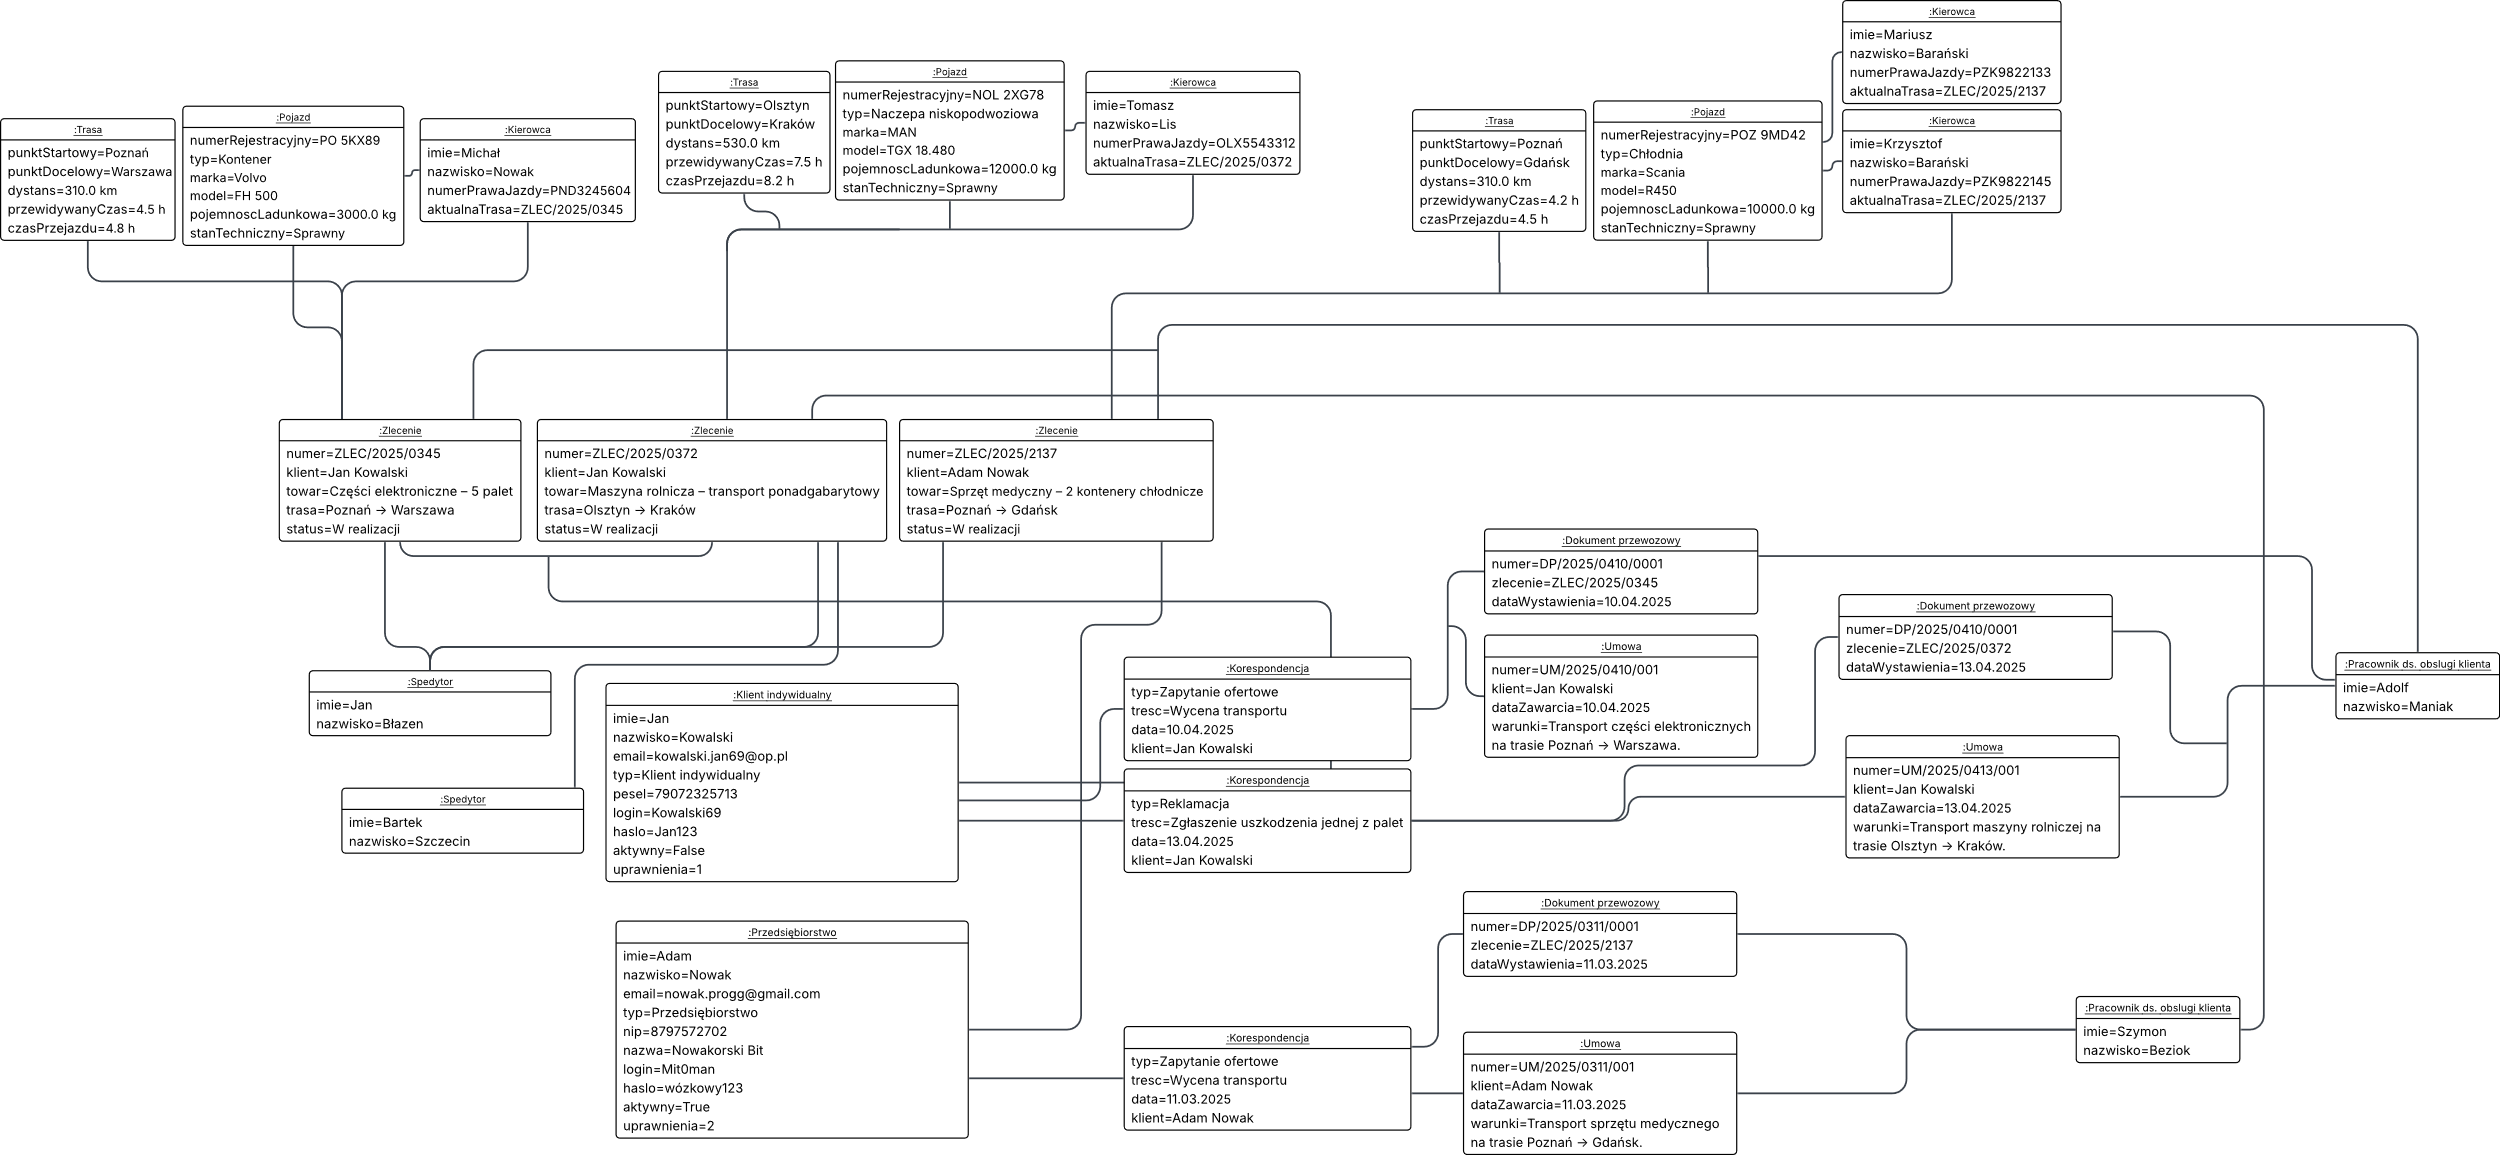 :Kierowca
imie=Mariusz
nazwisko=Barański
numerPrawaJazdy=PZK9822133
aktualnaTrasa=ZLEC/2025/2137
:Trasa
punktStartowy=Poznań
punktDocelowy=Warszawa
dystans=310.0 km
przewidywanyCzas=4.5 h
czasPrzejazdu=4.8 h
:Pojazd
numerRejestracyjny=PO 5KX89
typ=Kontener
marka=Volvo
model=FH 500
pojemnoscLadunkowa=3000.0 kg
stanTechniczny=Sprawny
:Kierowca
imie=Michał
nazwisko=Nowak
numerPrawaJazdy=PND3245604
aktualnaTrasa=ZLEC/2025/0345
:Trasa
punktStartowy=Olsztyn
punktDocelowy=Kraków
dystans=530.0 km
przewidywanyCzas=7.5 h
czasPrzejazdu=8.2 h
:Pojazd
numerRejestracyjny=NOL 2XG78
typ=Naczepa niskopodwoziowa
marka=MAN
model=TGX 18.480
pojemnoscLadunkowa=12000.0 kg
stanTechniczny=Sprawny
:Kierowca
imie=Tomasz
nazwisko=Lis
numerPrawaJazdy=OLX5543312
aktualnaTrasa=ZLEC/2025/0372
:Trasa
punktStartowy=Poznań
punktDocelowy=Gdańsk
dystans=310.0 km
przewidywanyCzas=4.2 h
czasPrzejazdu=4.5 h
:Pojazd
numerRejestracyjny=POZ 9MD42
typ=Chłodnia
marka=Scania
model=R450
pojemnoscLadunkowa=10000.0 kg
stanTechniczny=Sprawny
:Kierowca
imie=Krzysztof
nazwisko=Barański
numerPrawaJazdy=PZK9822145
aktualnaTrasa=ZLEC/2025/2137
:Zlecenie
numer=ZLEC/2025/0345
klient=Jan Kowalski
towar=Części elektroniczne – 5 palet
trasa=Poznań → Warszawa
status=W realizacji
:Zlecenie
numer=ZLEC/2025/0372
klient=Jan Kowalski
towar=Maszyna rolnicza – transport ponadgabarytowy
trasa=Olsztyn → Kraków
status=W realizacji
:Zlecenie
numer=ZLEC/2025/2137
klient=Adam Nowak
towar=Sprzęt medyczny – 2 kontenery chłodnicze
trasa=Poznań → Gdańsk
status=W realizacji
:Dokument przewozowy
numer=DP/2025/0410/0001
zlecenie=ZLEC/2025/0345
dataWystawienia=10.04.2025
:Dokument przewozowy
numer=DP/2025/0410/0001
zlecenie=ZLEC/2025/0372
dataWystawienia=13.04.2025
:Umowa
numer=UM/2025/0410/001
klient=Jan Kowalski
dataZawarcia=10.04.2025
warunki=Transport części elektronicznych
na trasie Poznań → Warszawa.
:Pracownik ds. obslugi klienta
imie=Adolf
nazwisko=Maniak
:Spedytor
imie=Jan
nazwisko=Błazen
:Klient indywidualny
imie=Jan
nazwisko=Kowalski
email=kowalski.jan69@op.pl
typ=Klient indywidualny
pesel=79072325713
login=Kowalski69
haslo=Jan123
aktywny=False
uprawnienia=1
:Korespondencja
typ=Zapytanie ofertowe
tresc=Wycena transportu
data=10.04.2025
klient=Jan Kowalski
:Korespondencja
typ=Reklamacja
tresc=Zgłaszenie uszkodzenia jednej z palet
data=13.04.2025
klient=Jan Kowalski
:Umowa
numer=UM/2025/0413/001
klient=Jan Kowalski
dataZawarcia=13.04.2025
warunki=Transport maszyny rolniczej na
trasie Olsztyn → Kraków.
:Spedytor
imie=Bartek
nazwisko=Szczecin
:Przedsiębiorstwo
imie=Adam
nazwisko=Nowak
email=nowak.progg@gmail.com
typ=Przedsiębiorstwo
nip=8797572702
nazwa=Nowakorski Bit
login=Mit0man
haslo=wózkowy123
aktywny=True
uprawnienia=2
:Dokument przewozowy
numer=DP/2025/0311/0001
zlecenie=ZLEC/2025/2137
dataWystawienia=11.03.2025
:Korespondencja
typ=Zapytanie ofertowe
tresc=Wycena transportu
data=11.03.2025
klient=Adam Nowak
:Umowa
numer=UM/2025/0311/001
klient=Adam Nowak
dataZawarcia=11.03.2025
warunki=Transport sprzętu medycznego
na trasie Poznań → Gdańsk.
:Pracownik ds. obslugi klienta
imie=Szymon
nazwisko=Beziok